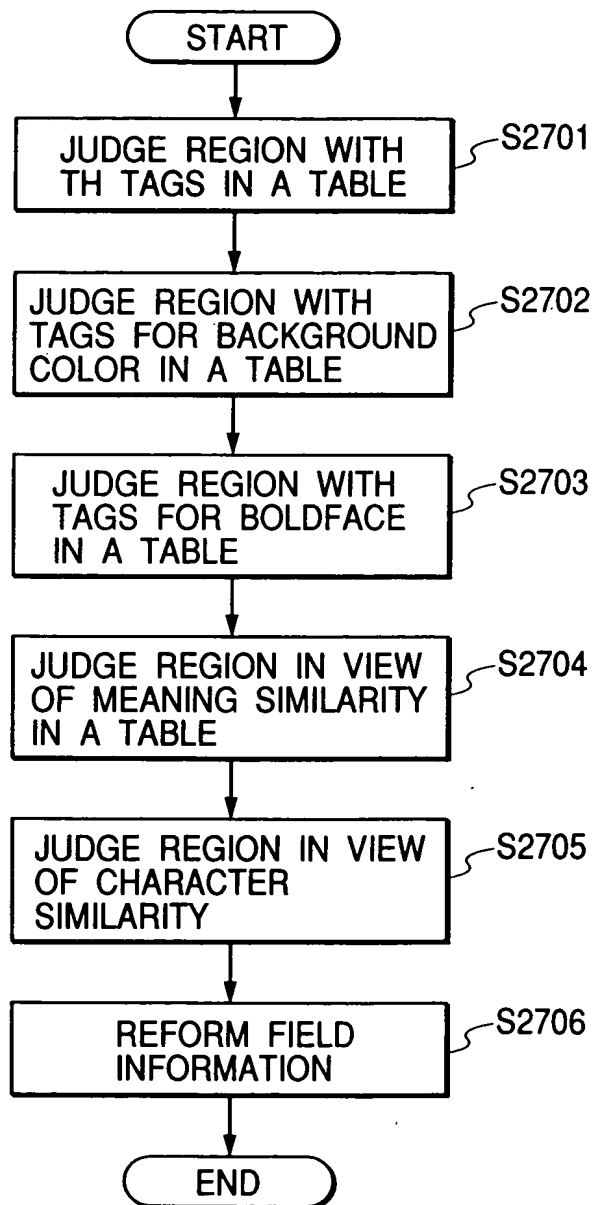 START
JUDGE REGION WITH
TH TAGS IN A TABLE
S2701
JUDGE REGION WITH
TAGS FOR BACKGROUND
COLOR IN A TABLE
S2702
JUDGE REGION WITH
TAGS FOR BOLDFACE
IN A TABLE
S2703
JUDGE REGION IN VIEW
OF MEANING SIMILARITY
IN A TABLE
S2704
JUDGE REGION IN VIEW
OF CHARACTER
SIMILARITY
S2705
REFORM FIELD
INFORMATION
S2706
END